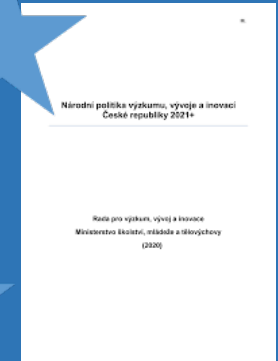 Národní politika výzkumu, vývoje a inovací
České republiky 2021+
Rada pro výzkum, vývoj a inovace
Ministerstvo školství, mládeže a tělovýchovy
(2020)